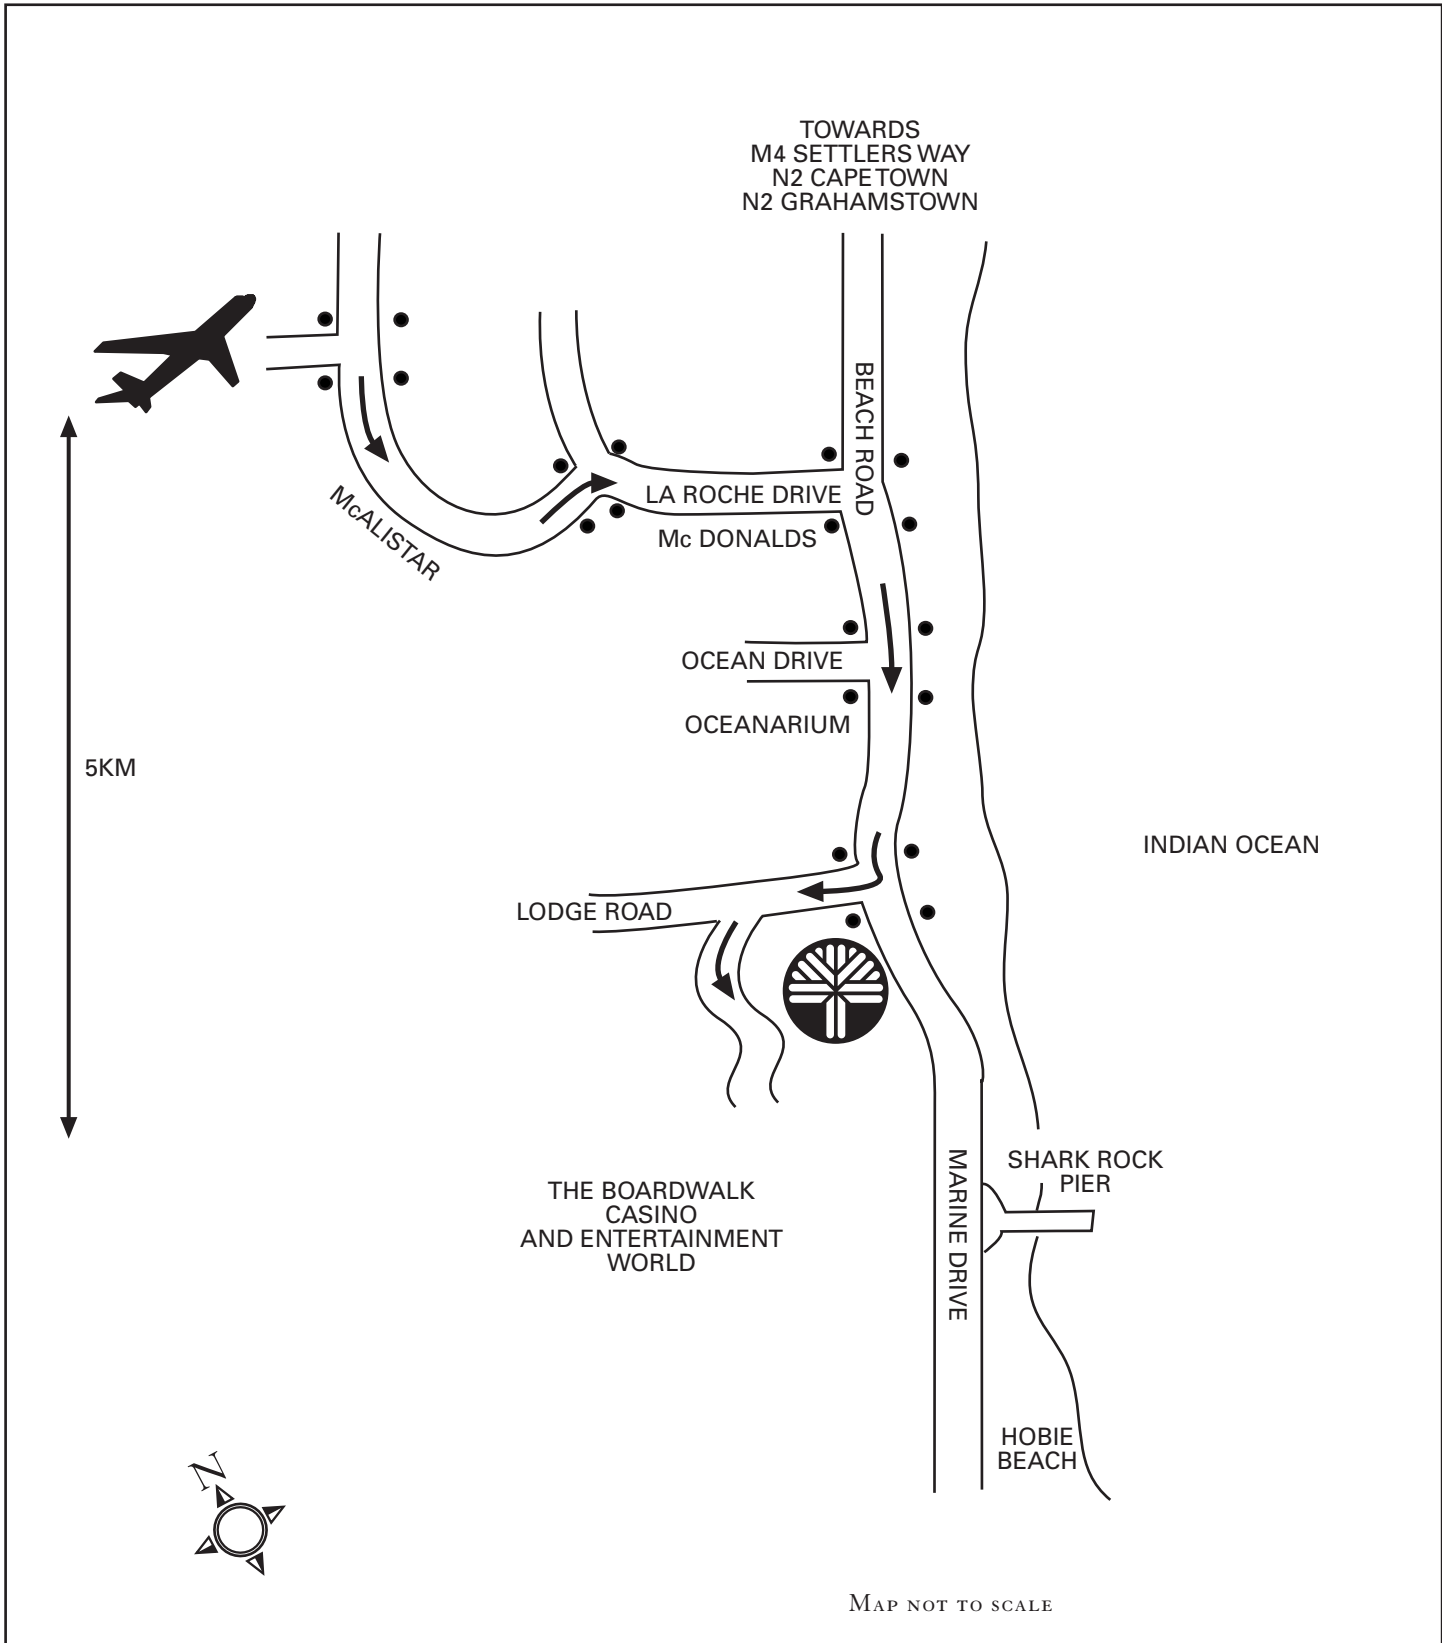 TOWARDS
M4 SETTLERS WAY
N2 CAPE TOWN
N2 GRAHAMSTOWN
BEACH ROAD
LA ROCHE DRIVE
McALISTAR
Mc DONALDS
OCEAN DRIVE
OCEANARIUM
5KM
INDIAN OCEAN
LODGE ROAD
SHARK ROCK
PIER
MARINE DRIVE
THE BOARDWALK
CASINO
AND ENTERTAINMENT
WORLD
HOBIE
BEACH
N
MAP NOT TO SCALE